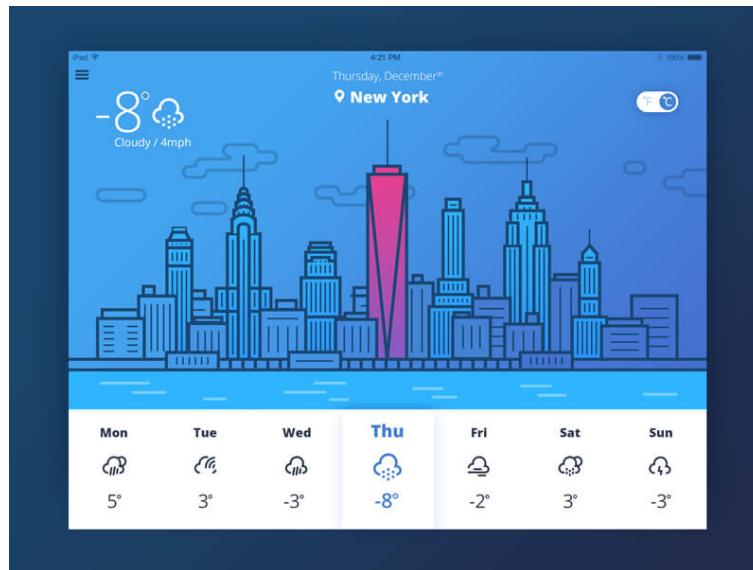 iPad
4:21 PM
100%
Thursday, December th
New York
-8°
Cloudy / 4mph
°F
°C
Mon Tue Wed Thu Fri Sat Sun
5° 3° -3° -8° -2° 3° -3°